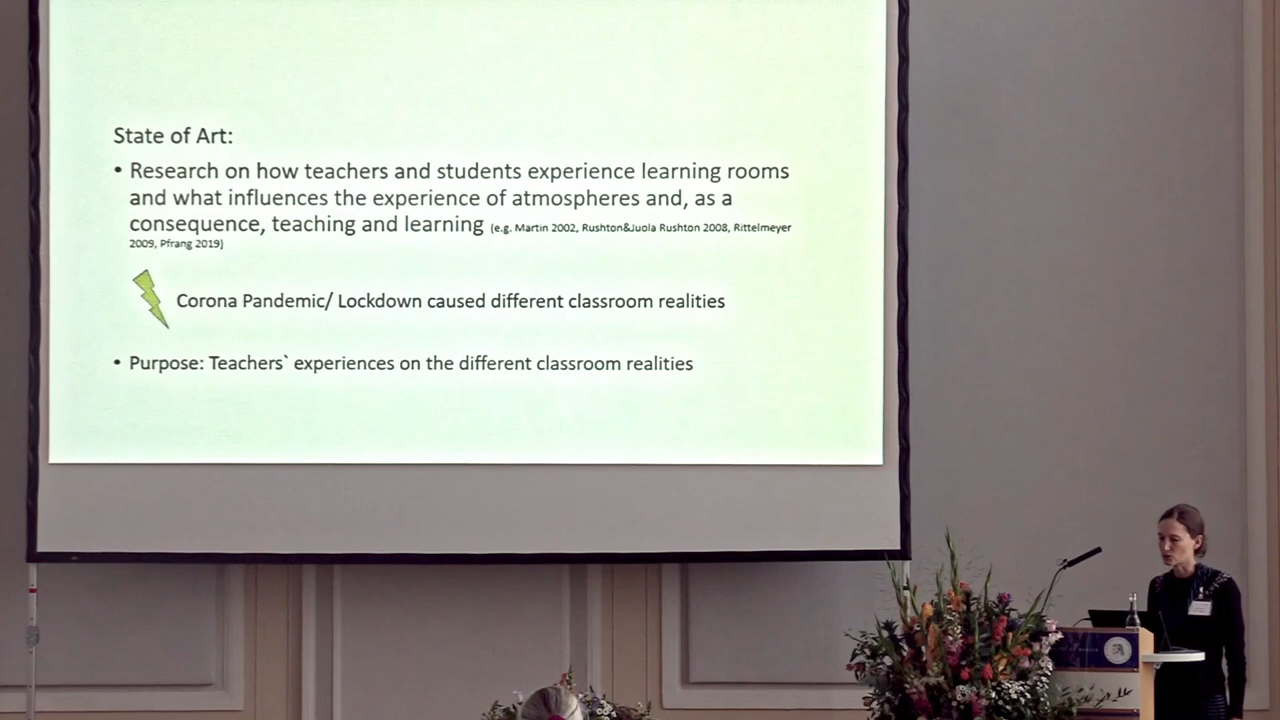 State of Art:
• Research on how teachers and students experience learning rooms
and what influences the experience of atmospheres and, as a
consequence, teaching and learning (e.g. Martin 2002, Rushton&Juola Rushton 2008, Rittelmeyer
2009, Pfrang 2019)
Corona Pandemic/ Lockdown caused different classroom realities
• Purpose: Teachers` experiences on the different classroom realities